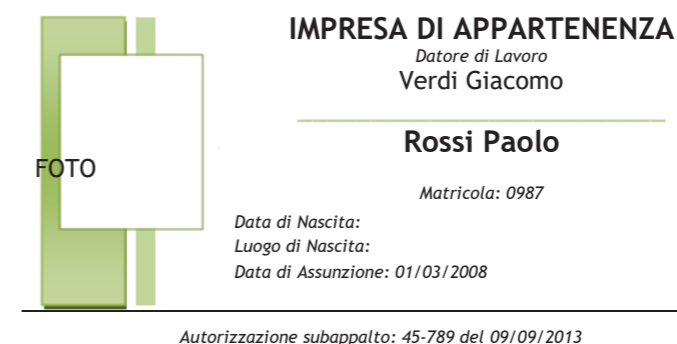 IMPRESA DI APPARTENENZA
Datore di Lavoro
Verdi Giacomo
Rossi Paolo
FOTO
Matricola: 0987
Data di Nascita:
Luogo di Nascita:
Data di Assunzione: 01/03/2008
Autorizzazione subappalto: 45-789 del 09/09/2013